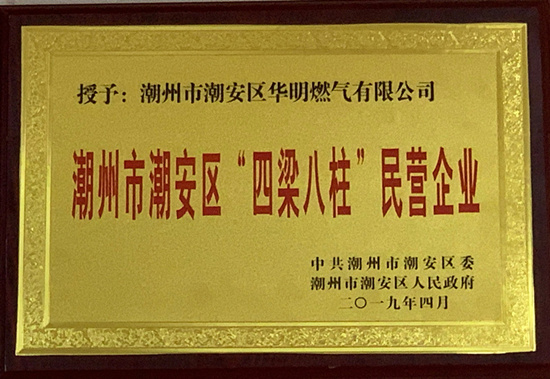 授予：潮州市潮安区华明燃气有限公司
潮州市潮安区“四梁八柱”民营企业
中共潮州市潮安区委
潮州市潮安区人民政府
二〇一九年四月